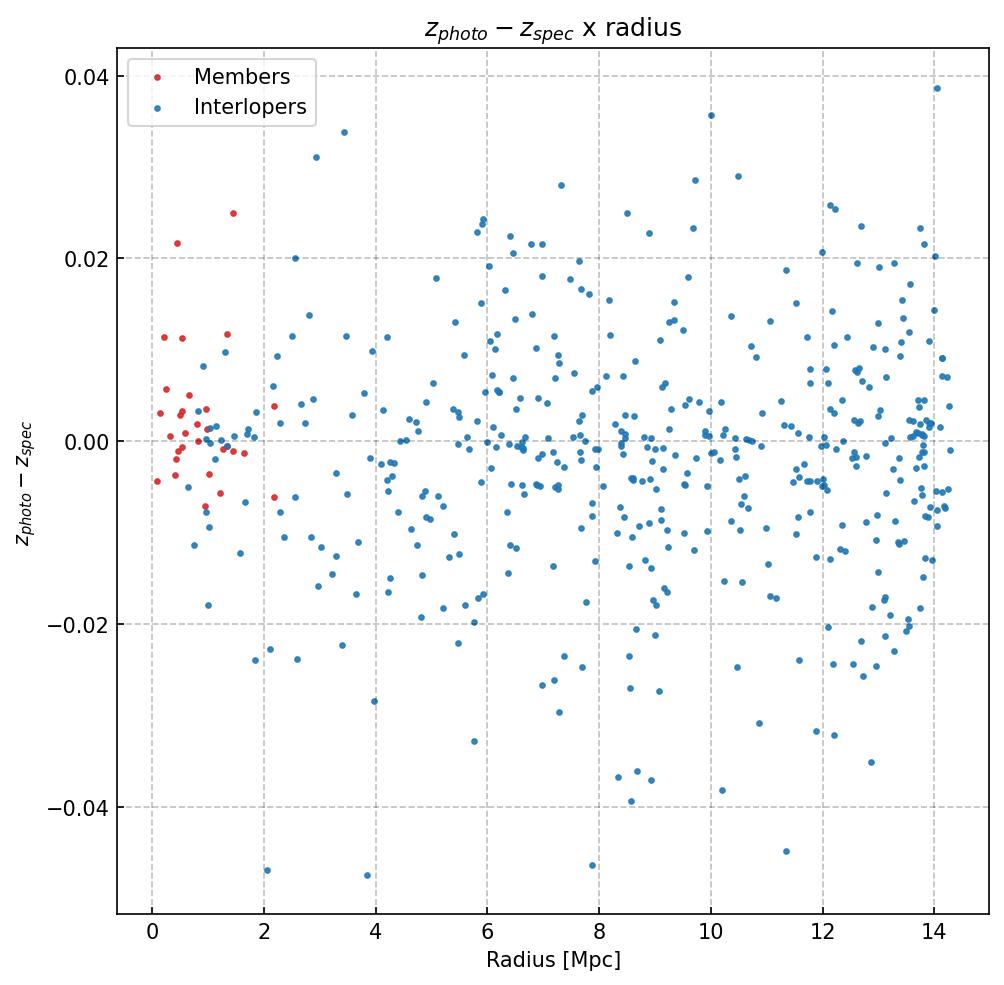 z_photo − z_spec x radius
Members
Interlopers
0.04
0.02
0.00
−0.02
−0.04
z_photo − z_spec
0 2 4 6 8 10 12 14
Radius [Mpc]